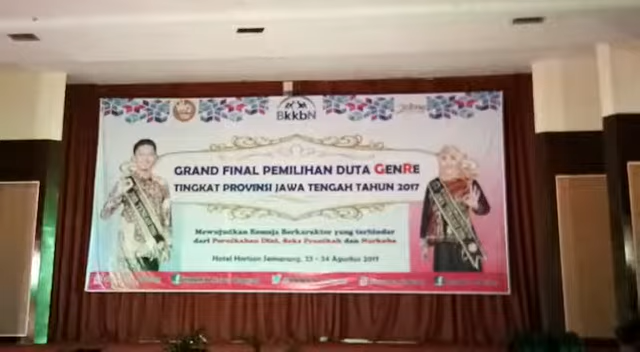 BkkbN
GRAND FINAL PEMILIHAN DUTA GENRE
TINGKAT PROVINSI JAWA TENGAH TAHUN 2017
Mewujudkan Remaja Berkarakter yang terhindar
dari Pernikahan Dini, Seks Pranikah dan Narkoba
Hotel Horison Semarang, 23 - 24 Agustus 2017